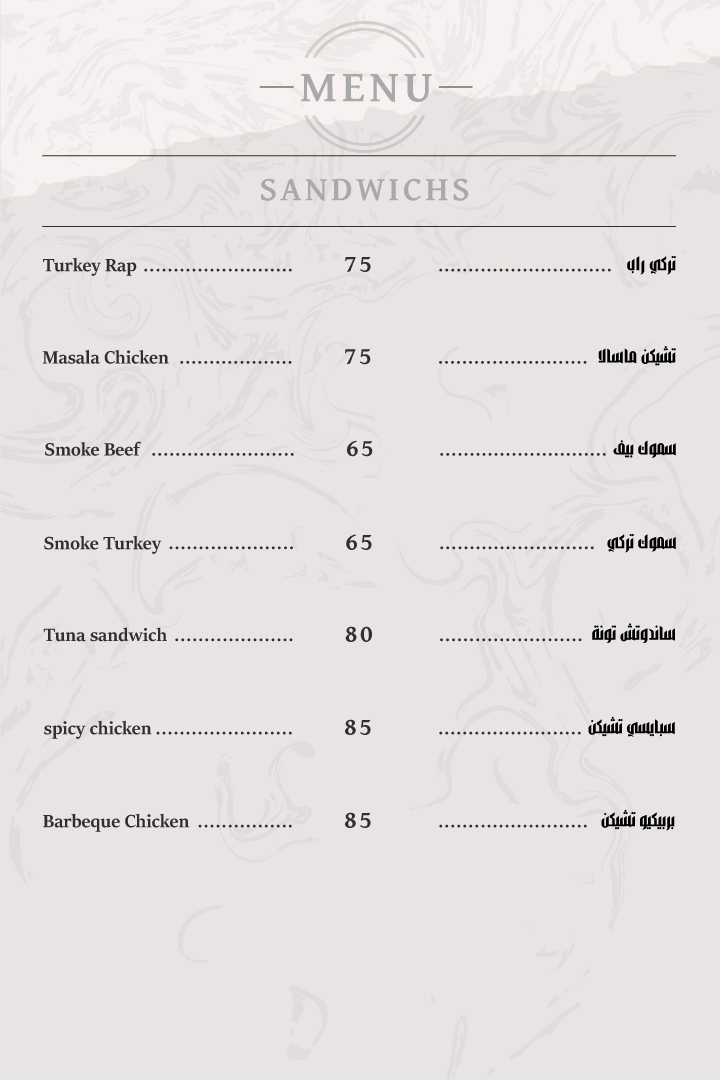 MENU
SANDWICHS
Turkey Rap ......................... 75 ............................. تركي راب
Masala Chicken ................... 75 ......................... تشيكن ماسالا
Smoke Beef ........................ 65 ............................ سموك بيف
Smoke Turkey ..................... 65 .......................... سموك تركي
Tuna sandwich .................... 80 ........................ ساندوتش تونة
spicy chicken ....................... 85 ........................ سبايسي تشيكن
Barbeque Chicken ................ 85 ......................... بربيكيو تشيكن